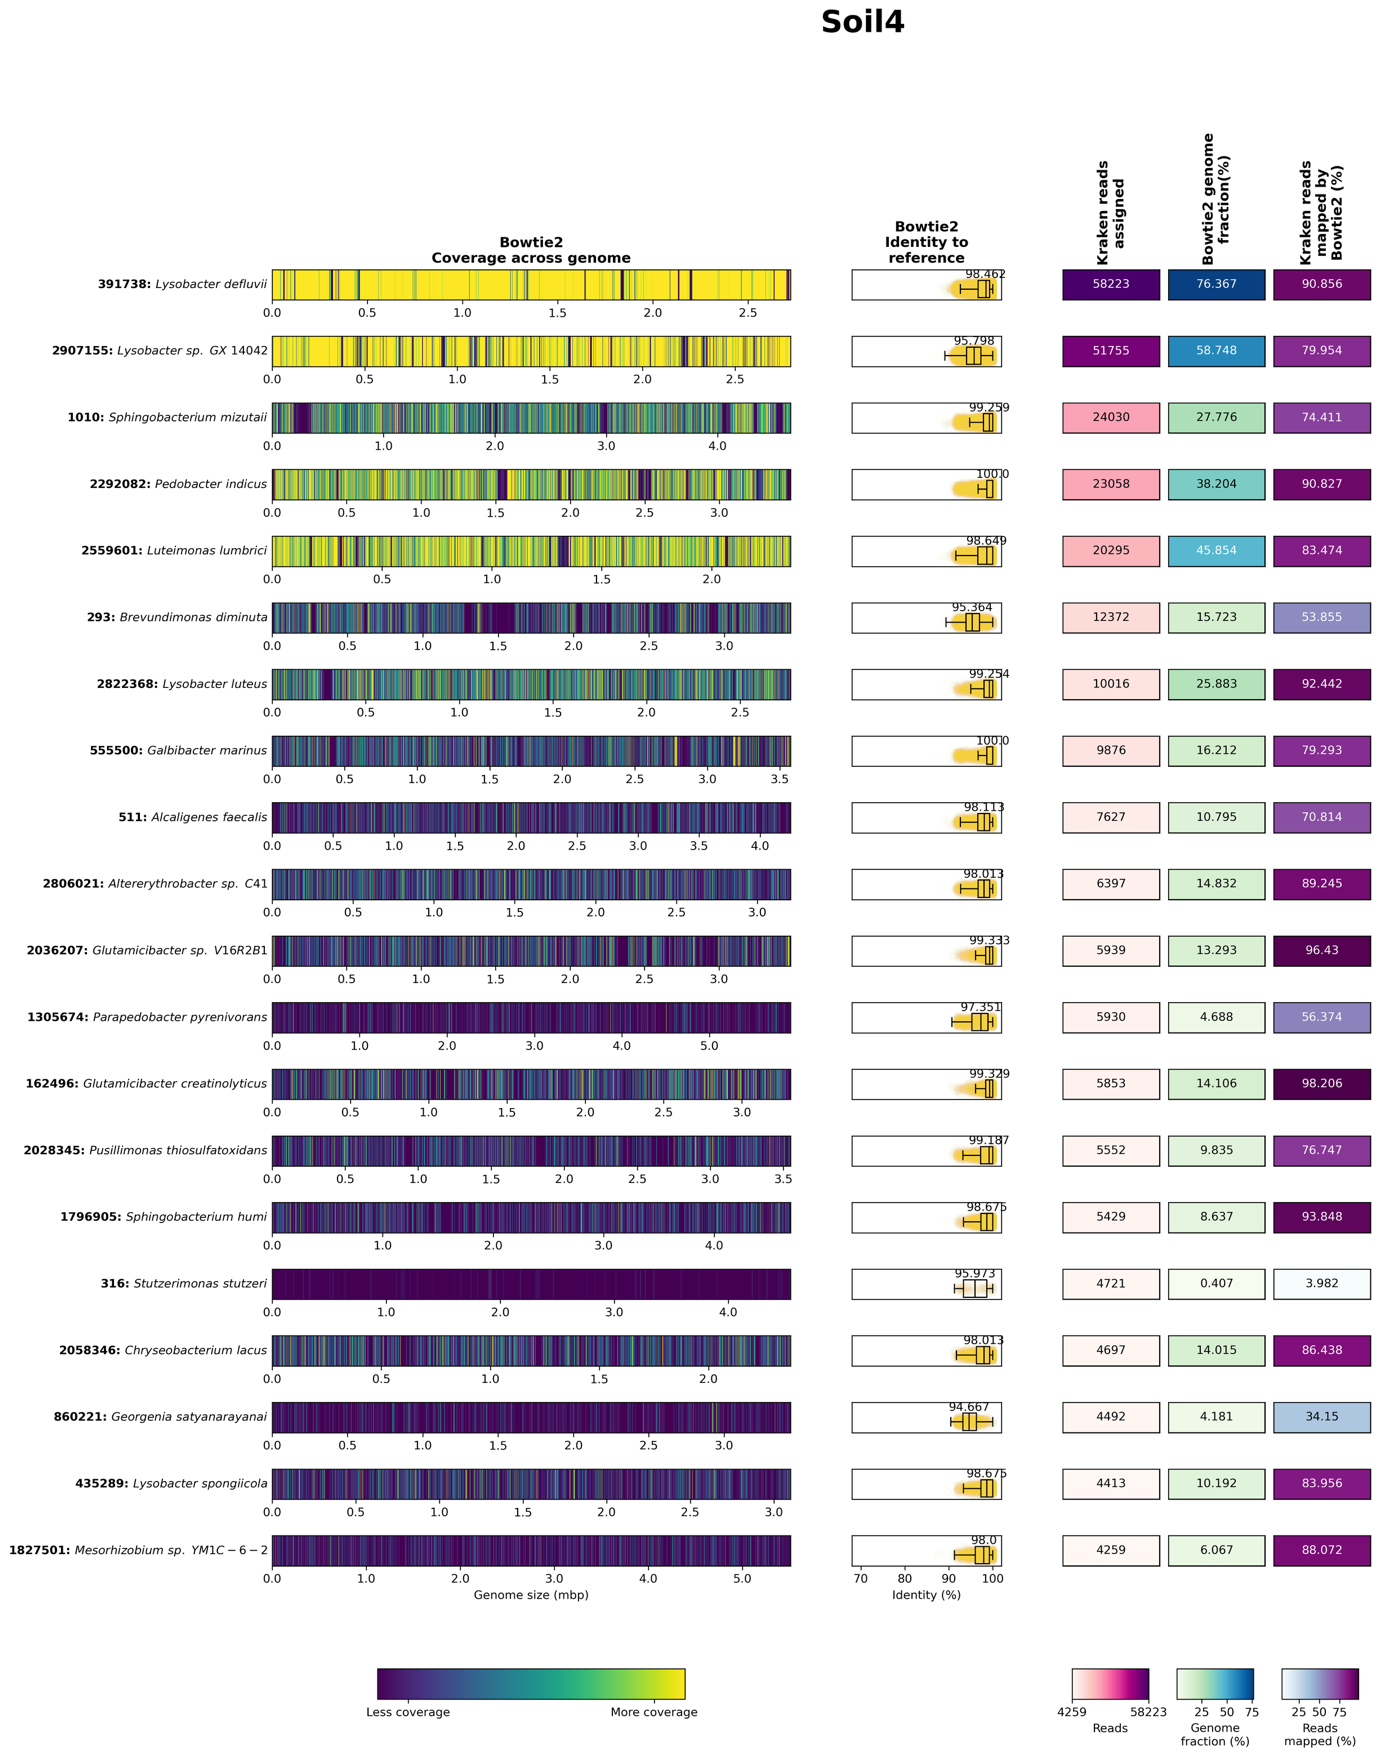 Soil4
Bowtie2
Coverage across genome
Bowtie2
Identity to
reference
Kraken reads
assigned
Bowtie2 genome
fraction(%)
Kraken reads
mapped by
Bowtie2 (%)
391738: Lysobacter defluvii
98.462
58223
76.367
90.856
0.0 0.5 1.0 1.5 2.0 2.5
2907155: Lysobacter sp. GX 14042
95.798
51755
58.748
79.954
0.0 0.5 1.0 1.5 2.0 2.5
1010: Sphingobacterium mizutaii
99.259
24030
27.776
74.411
0.0 1.0 2.0 3.0 4.0
2292082: Pedobacter indicus
100.0
23058
38.204
90.827
0.0 0.5 1.0 1.5 2.0 2.5 3.0
2559601: Luteimonas lumbrici
98.649
20295
45.854
83.474
0.0 0.5 1.0 1.5 2.0
293: Brevundimonas diminuta
95.364
12372
15.723
53.855
0.0 0.5 1.0 1.5 2.0 2.5 3.0
2822368: Lysobacter luteus
99.254
10016
25.883
92.442
0.0 0.5 1.0 1.5 2.0 2.5
555500: Galbibacter marinus
100.0
9876
16.212
79.293
0.0 0.5 1.0 1.5 2.0 2.5 3.0 3.5
511: Alcaligenes faecalis
98.113
7627
10.795
70.814
0.0 0.5 1.0 1.5 2.0 2.5 3.0 3.5 4.0
2806021: Altererythrobacter sp. C41
98.013
6397
14.832
89.245
0.0 0.5 1.0 1.5 2.0 2.5 3.0
2036207: Glutamicibacter sp. V16R2B1
99.333
5939
13.293
96.43
0.0 0.5 1.0 1.5 2.0 2.5 3.0
1305674: Parapedobacter pyrenivorans
97.351
5930
4.688
56.374
0.0 1.0 2.0 3.0 4.0 5.0
162496: Glutamicibacter creatinolyticus
99.329
5853
14.106
98.206
0.0 0.5 1.0 1.5 2.0 2.5 3.0
2028345: Pusillimonas thiosulfatoxidans
99.187
5552
9.835
76.747
0.0 0.5 1.0 1.5 2.0 2.5 3.0 3.5
1796905: Sphingobacterium humi
98.675
5429
8.637
93.848
0.0 1.0 2.0 3.0 4.0
316: Stutzerimonas stutzeri
95.973
4721
0.407
3.982
0.0 1.0 2.0 3.0 4.0
2058346: Chryseobacterium lacus
98.013
4697
14.015
86.438
0.0 0.5 1.0 1.5 2.0
860221: Georgenia satyanarayanai
94.667
4492
4.181
34.15
0.0 0.5 1.0 1.5 2.0 2.5 3.0
435289: Lysobacter spongiicola
98.675
4413
10.192
83.956
0.0 0.5 1.0 1.5 2.0 2.5 3.0
1827501: Mesorhizobium sp. YM1C − 6 − 2
98.0
4259
6.067
88.072
0.0 1.0 2.0 3.0 4.0 5.0
Genome size (mbp)
70 80 90 100
Identity (%)
Less coverage More coverage
4259 58223
Reads
25 50 75
Genome
fraction (%)
25 50 75
Reads
mapped (%)